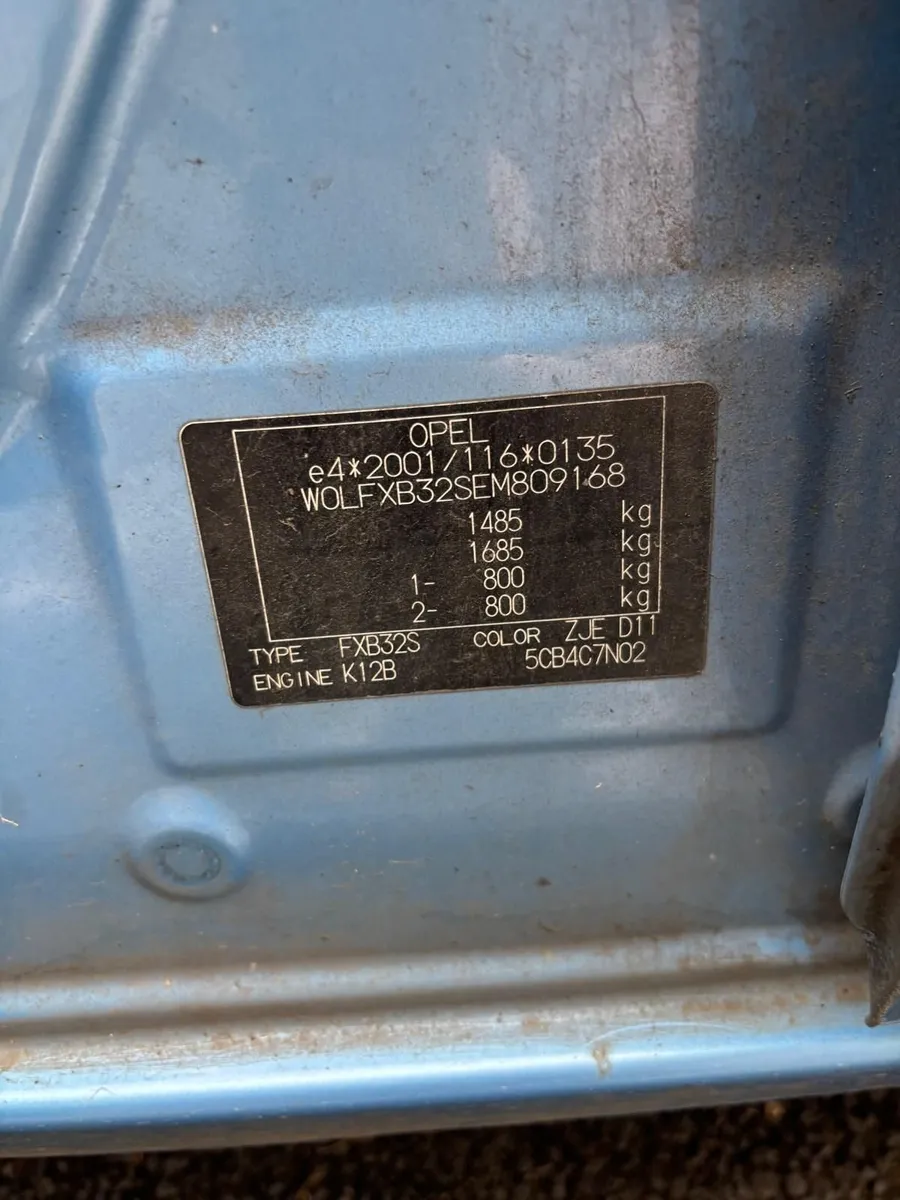 OPEL
e4*2001/116*0135
W0LFXB32SEM809168
1485 kg
1685 kg
1- 800 kg
2- 800 kg
TYPE FXB32S COLOR ZJE D11
ENGINE K12B 5CB4C7N02